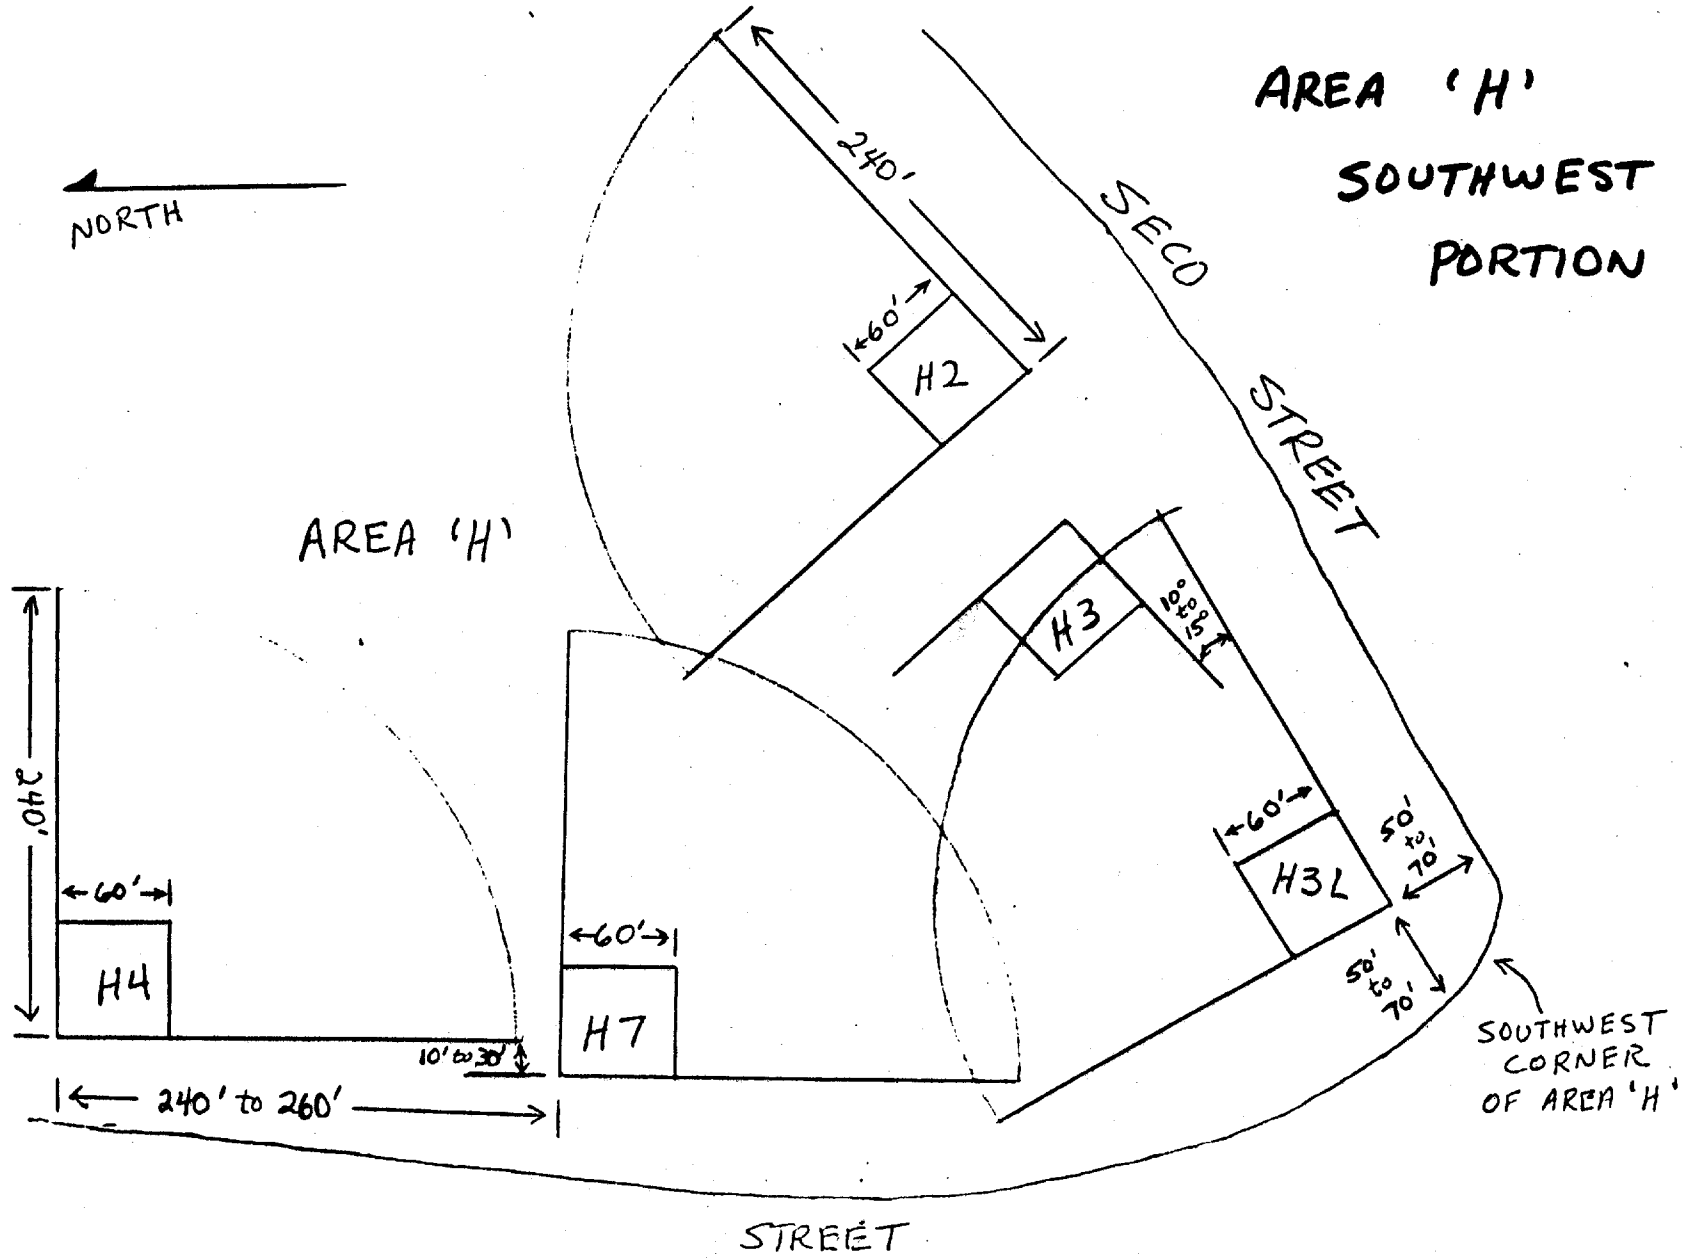 AREA 'H'
SOUTHWEST
PORTION
NORTH
240'
SECO
STREET
60'
H2
AREA 'H'
H3
10°
to
15°
240'
60'
H4
60'
H7
60'
H3L
50'
to
70'
50'
to
70'
10' to 30'
240' to 260'
SOUTHWEST
CORNER
OF AREA 'H'
STREET